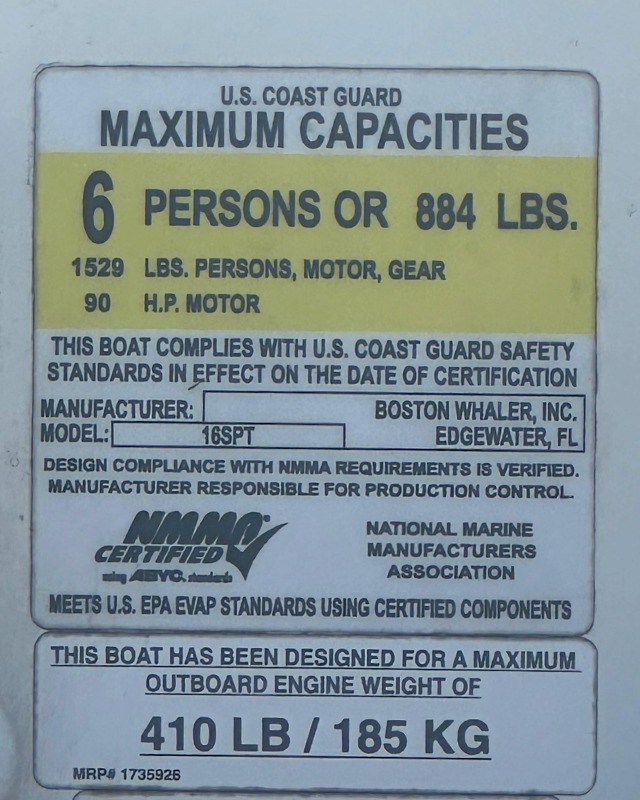 U.S. COAST GUARD
MAXIMUM CAPACITIES
6 PERSONS OR 884 LBS.
1529 LBS. PERSONS, MOTOR, GEAR
90 H.P. MOTOR
THIS BOAT COMPLIES WITH U.S. COAST GUARD SAFETY
STANDARDS IN EFFECT ON THE DATE OF CERTIFICATION
MANUFACTURER: BOSTON WHALER, INC.
MODEL: 16SPT EDGEWATER, FL
DESIGN COMPLIANCE WITH NMMA REQUIREMENTS IS VERIFIED.
MANUFACTURER RESPONSIBLE FOR PRODUCTION CONTROL.
NMMA
CERTIFIED
using ABYC. standards
NATIONAL MARINE
MANUFACTURERS
ASSOCIATION
MEETS U.S. EPA EVAP STANDARDS USING CERTIFIED COMPONENTS
THIS BOAT HAS BEEN DESIGNED FOR A MAXIMUM
OUTBOARD ENGINE WEIGHT OF
410 LB / 185 KG
MRP# 1735926